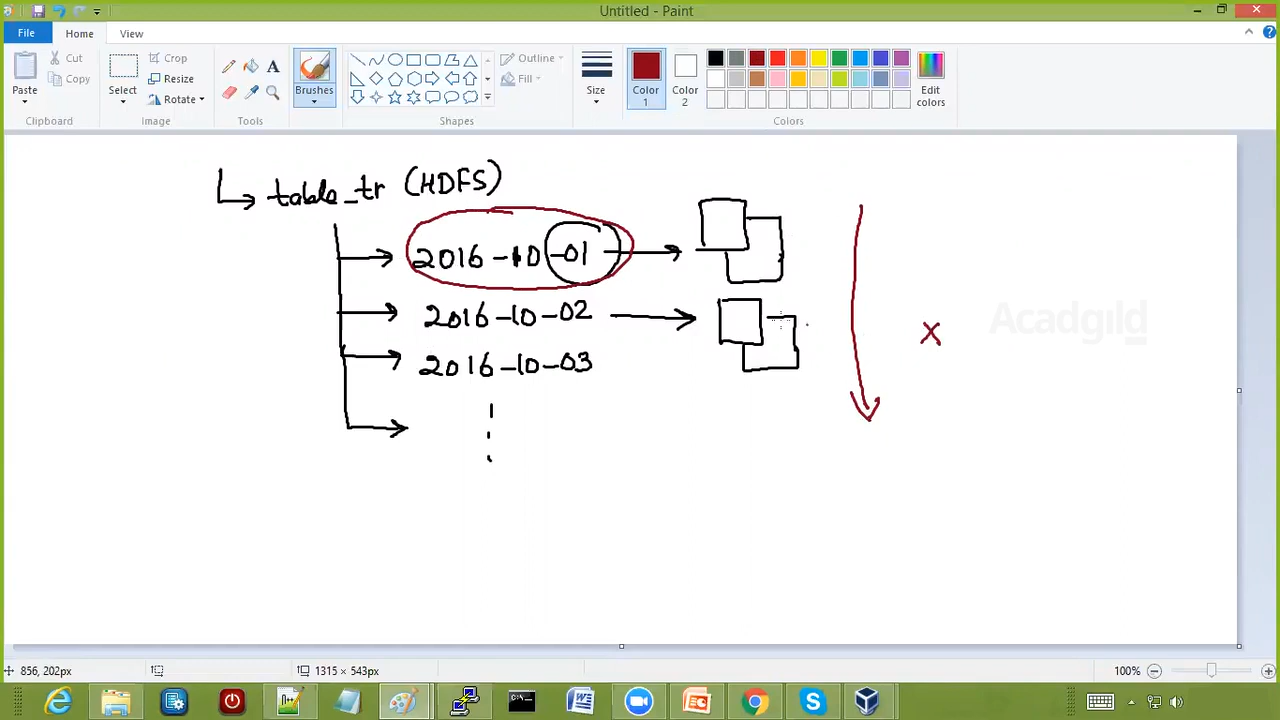 Untitled - Paint
File Home View
Paste
Cut
Copy
Clipboard
Select
Crop
Resize
Rotate
Image
A
Tools
Brushes
Shapes
Outline
Fill
Size
Color 1
Color 2
Edit colors
Colors
table_tr (HDFS)
2016-10-01
2016-10-02
2016-10-03
x
Acadgild
856, 202px
1315 × 543px
100%